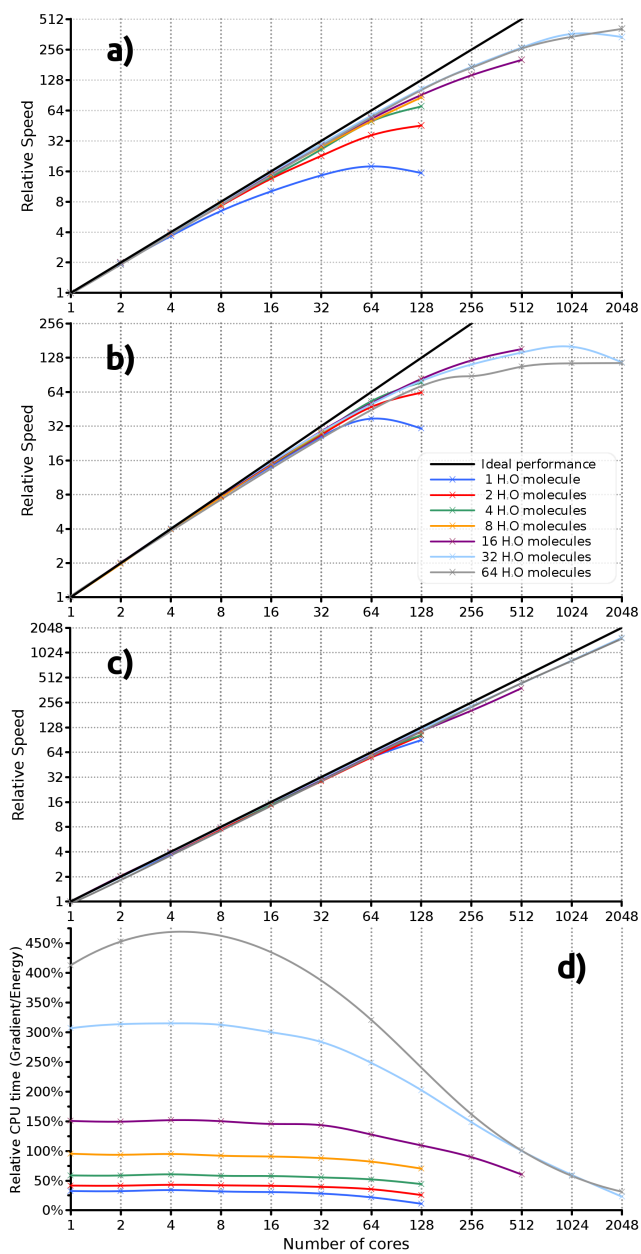 512
256
128
64
32
16
8
4
2
1
Relative Speed
a)
1 2 4 8 16 32 64 128 256 512 1024 2048
256
128
64
32
16
8
4
2
1
Relative Speed
b)
Ideal performance
1 H.O molecule
2 H.O molecules
4 H.O molecules
8 H.O molecules
16 H.O molecules
32 H.O molecules
64 H.O molecules
1 2 4 8 16 32 64 128 256 512 1024 2048
2048
1024
512
256
128
64
32
16
8
4
2
1
Relative Speed
c)
1 2 4 8 16 32 64 128 256 512 1024 2048
450%
400%
350%
300%
250%
200%
150%
100%
50%
0%
Relative CPU time (Gradient/Energy)
d)
1 2 4 8 16 32 64 128 256 512 1024 2048
Number of cores